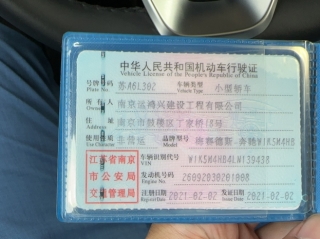 中华人民共和国机动车行驶证
Vehicle License of the People's Republic of China
号牌号码 苏A6L30Z 车辆类型 小型轿车
Plate No. Vehicle Type
所有人 南京远鸿兴建设工程有限公司
Owner
住址 南京市鼓楼区丁家桥15号
Address
使用性质 非营运 品牌型号
Use Character Model
江苏省南京
市公安局
交通管理局
车辆识别代号
VIN
发动机号码
Engine No.
注册日期 2021-02-02 发证日期 2021-02-02
Register Date Issue Date